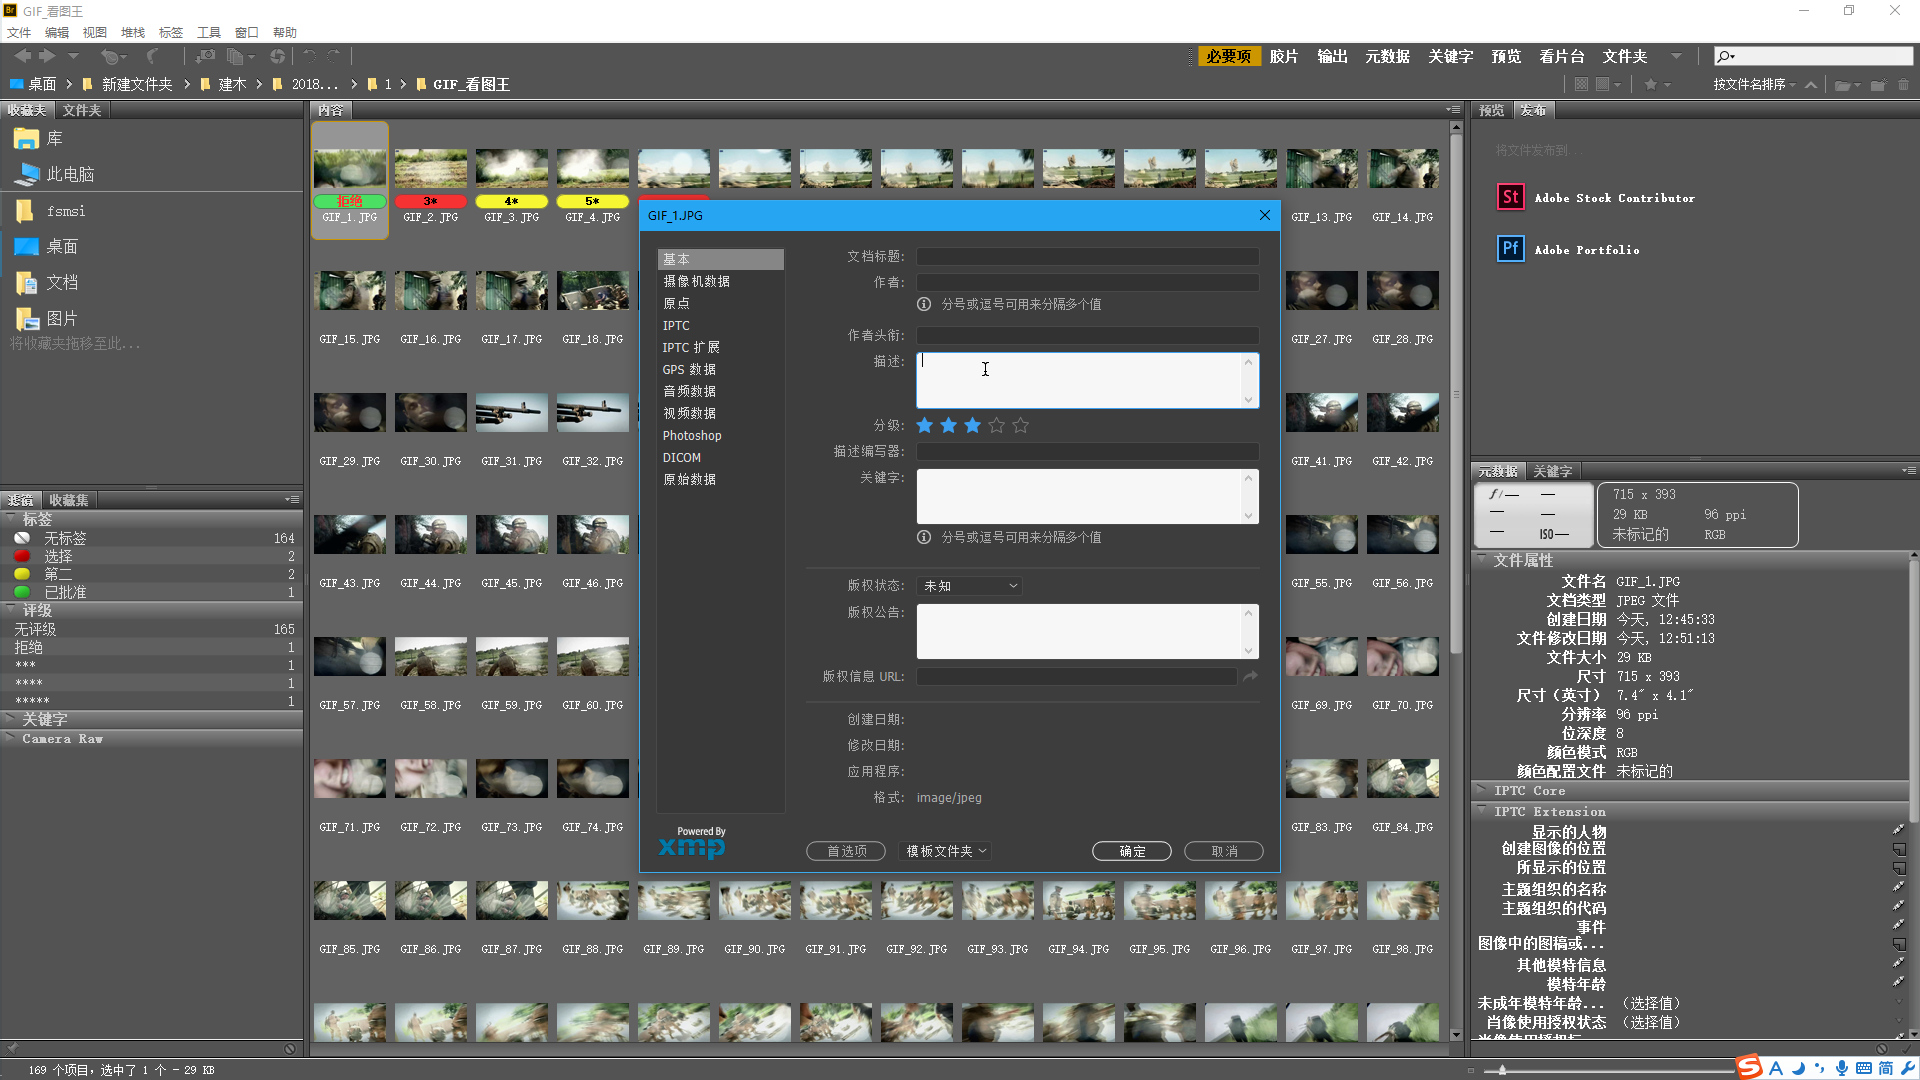 Br GIF_看图王
文件 编辑 视图 堆栈 标签 工具 窗口 帮助
必要项 胶片 输出 元数据 关键字 预览 看片台 文件夹
桌面 新建文件夹 建木 2018... 1 GIF_看图王 按文件名排序
收藏夹 文件夹
库
此电脑
fsmsi
桌面
文档
图片
将收藏夹拖移至此...
滤镜 收藏集
标签
无标签 164
选择 2
第二 2
已批准 1
评级
无评级 165
拒绝 1
*** 1
**** 1
***** 1
关键字
Camera Raw
内容
拒绝 3* 4* 5*
GIF_1.JPG GIF_2.JPG GIF_3.JPG GIF_4.JPG GIF_13.JPG GIF_14.JPG
GIF_15.JPG GIF_16.JPG GIF_17.JPG GIF_18.JPG GIF_27.JPG GIF_28.JPG
GIF_29.JPG GIF_30.JPG GIF_31.JPG GIF_32.JPG GIF_41.JPG GIF_42.JPG
GIF_43.JPG GIF_44.JPG GIF_45.JPG GIF_46.JPG GIF_55.JPG GIF_56.JPG
GIF_57.JPG GIF_58.JPG GIF_59.JPG GIF_60.JPG GIF_69.JPG GIF_70.JPG
GIF_71.JPG GIF_72.JPG GIF_73.JPG GIF_74.JPG GIF_83.JPG GIF_84.JPG
GIF_85.JPG GIF_86.JPG GIF_87.JPG GIF_88.JPG GIF_89.JPG GIF_90.JPG GIF_91.JPG GIF_92.JPG GIF_93.JPG GIF_94.JPG GIF_95.JPG GIF_96.JPG GIF_97.JPG GIF_98.JPG
GIF_1.JPG
基本
摄像机数据
原点
IPTC
IPTC 扩展
GPS 数据
音频数据
视频数据
Photoshop
DICOM
原始数据
文档标题:
作者:
分号或逗号可用来分隔多个值
作者头衔:
描述:
分级:
描述编写器:
关键字:
分号或逗号可用来分隔多个值
版权状态: 未知
版权公告:
版权信息 URL:
创建日期:
修改日期:
应用程序:
格式: image/jpeg
Powered By
xmp
首选项 模板文件夹 确定 取消
预览 发布
将文件发布到...
St Adobe Stock Contributor
Pf Adobe Portfolio
元数据 关键字
f/— —
— —
— ISO—
715 x 393
29 KB 96 ppi
未标记的 RGB
文件属性
文件名 GIF_1.JPG
文档类型 JPEG 文件
创建日期 今天, 12:45:33
文件修改日期 今天, 12:51:13
文件大小 29 KB
尺寸 715 x 393
尺寸（英寸） 7.4" x 4.1"
分辨率 96 ppi
位深度 8
颜色模式 RGB
颜色配置文件 未标记的
IPTC Core
IPTC Extension
显示的人物
创建图像的位置
所显示的位置
主题组织的名称
主题组织的代码
事件
图像中的图稿或...
其他模特信息
模特年龄
未成年模特年龄... （选择值）
肖像使用授权状态 （选择值）
169 个项目，选中了 1 个 - 29 KB
S A 简